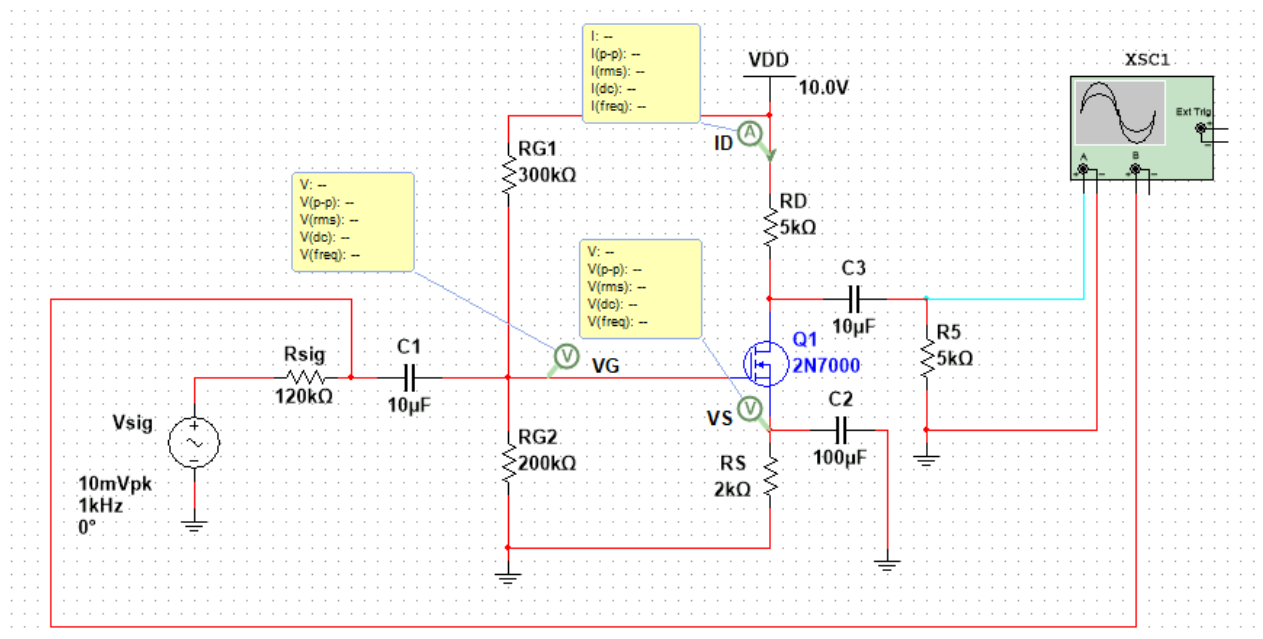 I: --
I(p-p): --
I(rms): --
I(dc): --
I(freq): --
VDD
10.0V
XSC1
Ext Trig
+
−
A
B
+
−
+
−
ID
A
RG1
300kΩ
RD
5kΩ
V: --
V(p-p): --
V(rms): --
V(dc): --
V(freq): --
V: --
V(p-p): --
V(rms): --
V(dc): --
V(freq): --
C3
10µF
R5
5kΩ
Rsig
120kΩ
C1
10µF
V
VG
Q1
2N7000
V
VS
C2
100µF
Vsig
+
−
10mVpk
1kHz
0°
RG2
200kΩ
RS
2kΩ